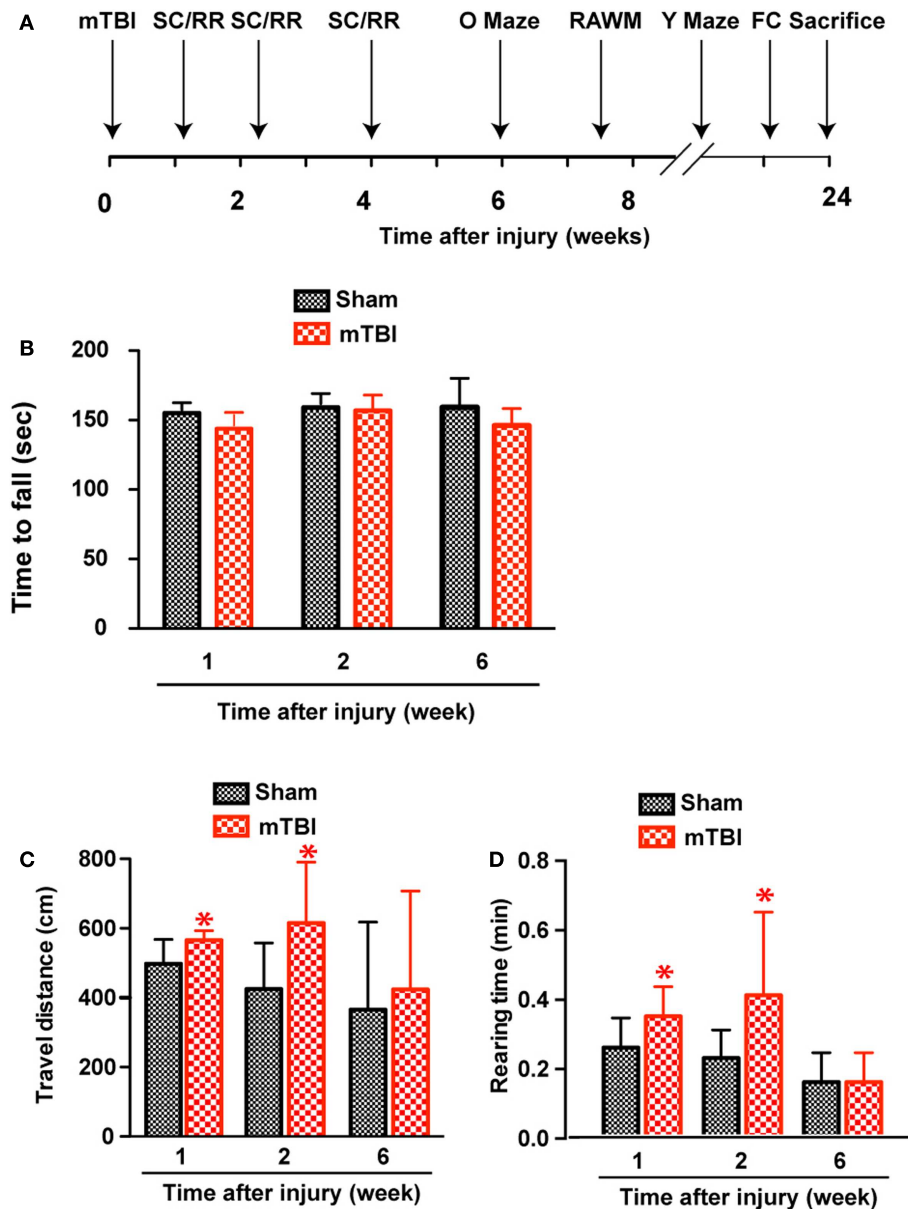 A
mTBI SC/RR SC/RR SC/RR O Maze RAWM Y Maze FC Sacrifice
0 2 4 6 8 24
Time after injury (weeks)
B
Sham
mTBI
Time to fall (sec)
200
150
100
50
0
1 2 6
Time after injury (week)
C
Sham
mTBI
Travel distance (cm)
800
600
400
200
0
* *
1 2 6
Time after injury (week)
D
Sham
mTBI
Rearing time (min)
0.8
0.6
0.4
0.2
0.0
* *
1 2 6
Time after injury (week)